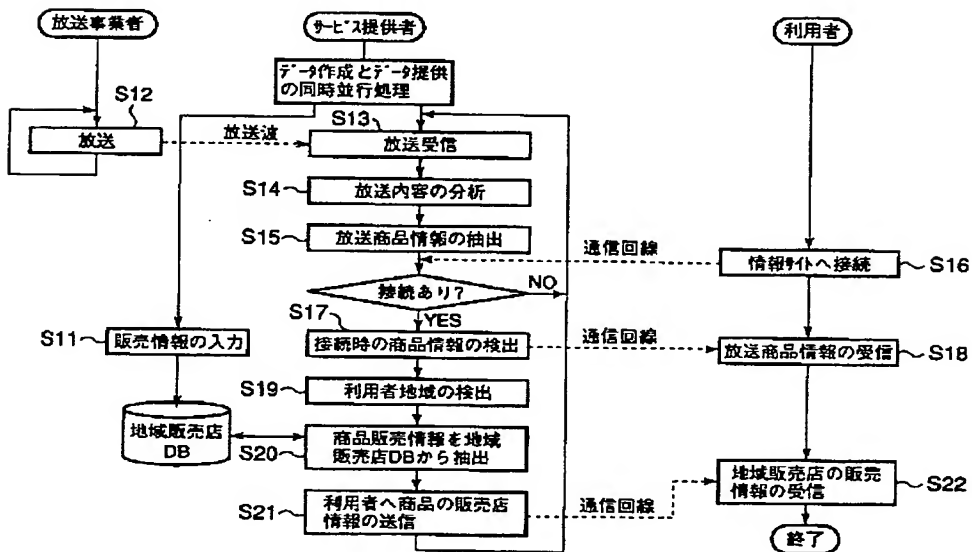 放送事業者
サービス提供者
利用者
データ作成とデータ提供
の同時並行処理
S12
放送
放送波
S13
放送受信
S14
放送内容の分析
S15
放送商品情報の抽出
通信回線
情報サイトへ接続
S16
接続あり?
NO
YES
S17
接続時の商品情報の検出
通信回線
放送商品情報の受信
S18
S11
販売情報の入力
S19
利用者地域の検出
地域販売店
DB
S20
商品販売情報を地域
販売店DBから抽出
S21
利用者へ商品の販売店
情報の送信
通信回線
地域販売店の販売
情報の受信
S22
終了